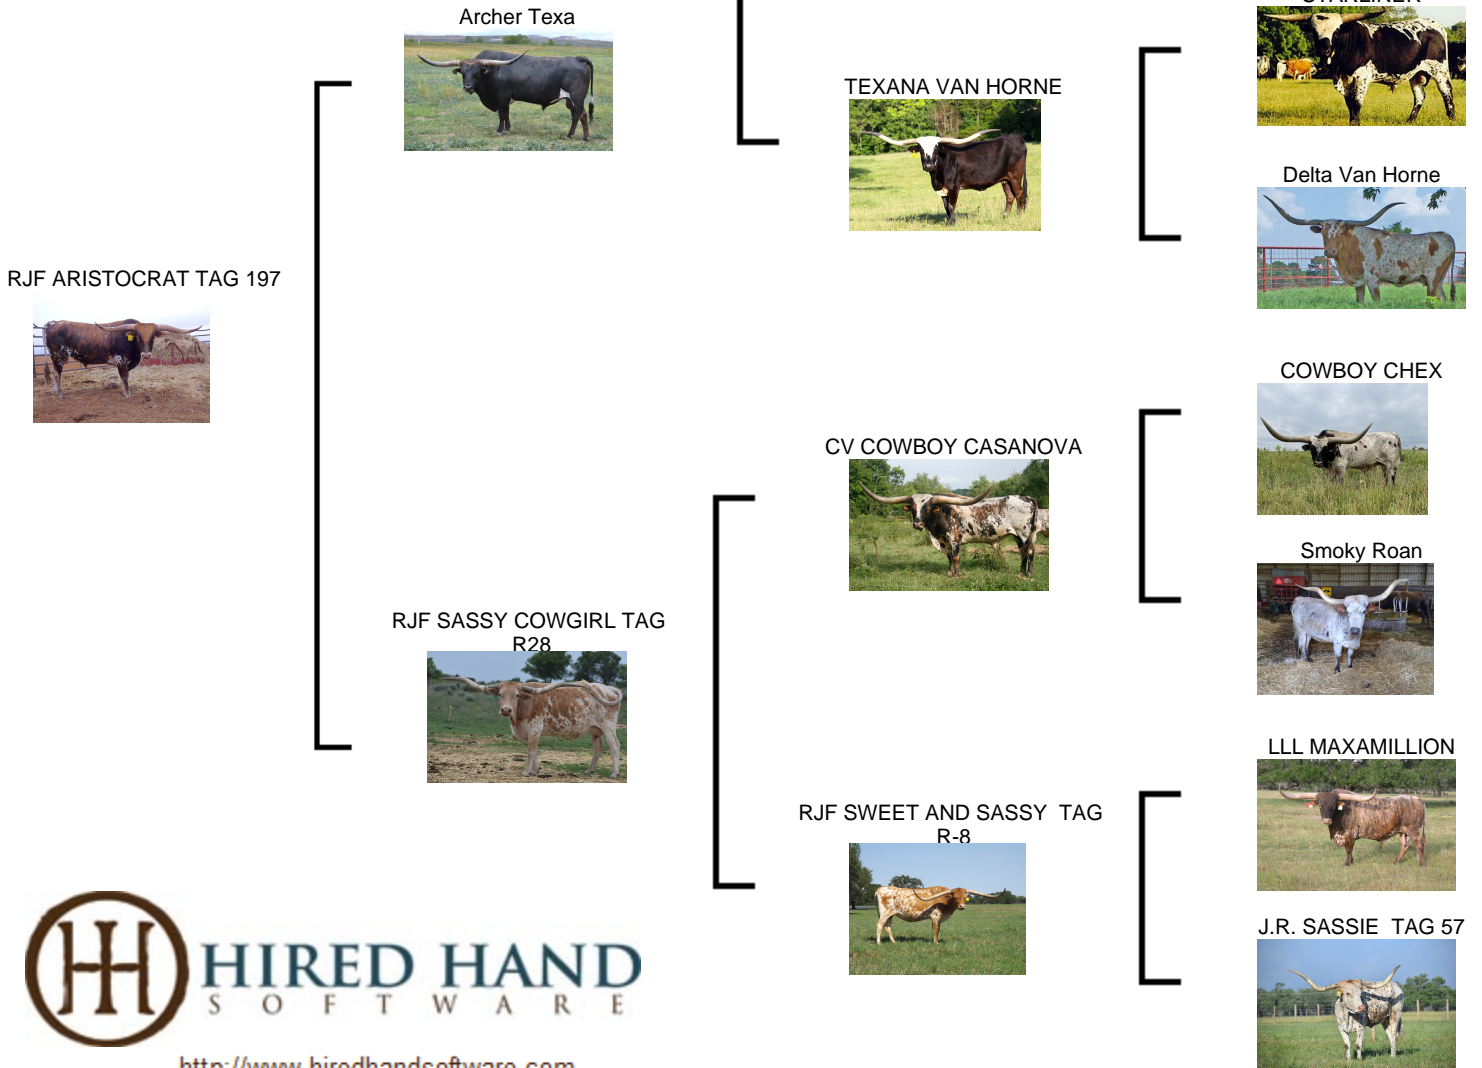 Archer Texa
STARLINER
TEXANA VAN HORNE
Delta Van Horne
RJF ARISTOCRAT TAG 197
COWBOY CHEX
CV COWBOY CASANOVA
Smoky Roan
RJF SASSY COWGIRL TAG
R28
LLL MAXAMILLION
RJF SWEET AND SASSY  TAG
R-8
J.R. SASSIE  TAG 57
HIRED HAND
SOFTWARE
http://www.hiredhandsoftware.com